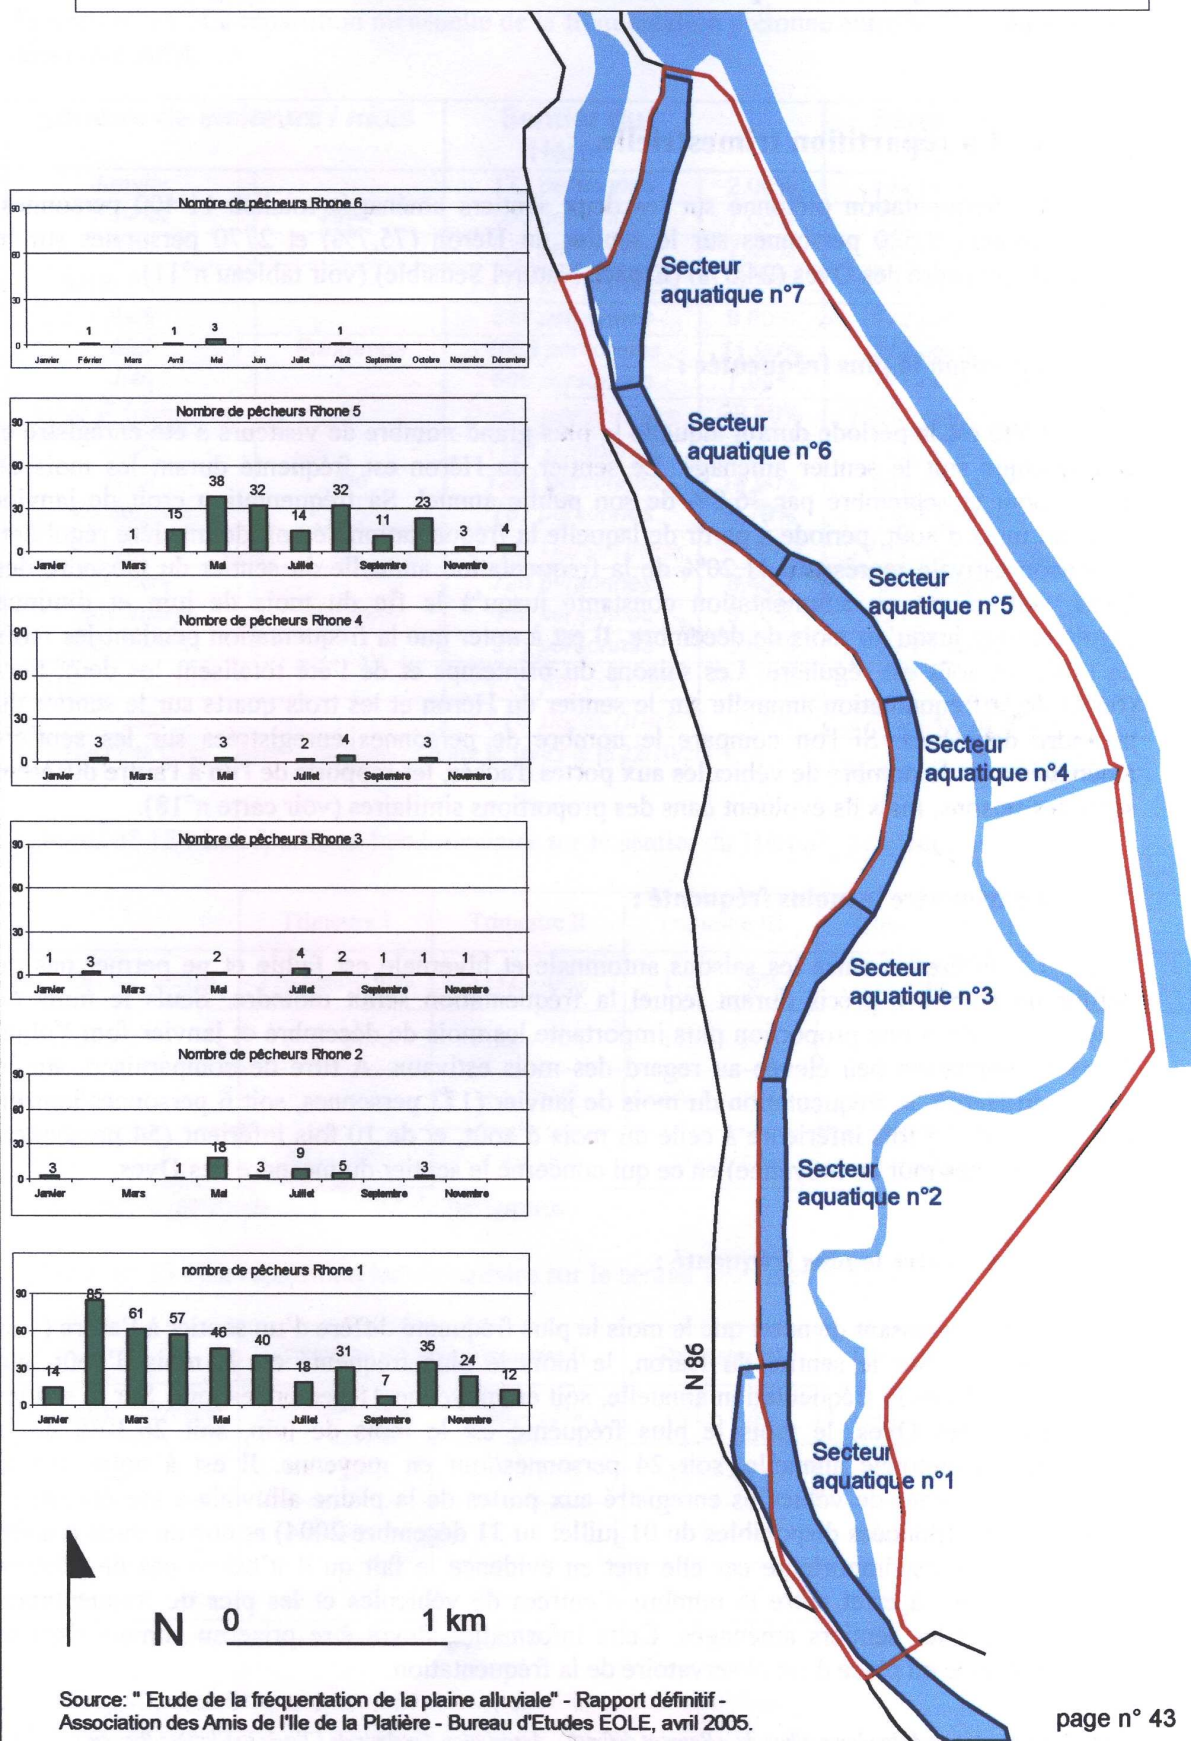 Nombre de pêcheurs Rhone 6
90
60
30
0
1 1 3 1
Janvier Février Mars Avril Mai Juin Juillet Août Septembre Octobre Novembre Décembre
Nombre de pêcheurs Rhone 5
90
60
30
0
1 15 38 32 14 32 11 23 3 4
Janvier Mars Mai Juillet Septembre Novembre
Nombre de pêcheurs Rhone 4
90
60
30
0
3 3 2 4 3
Janvier Mars Mai Juillet Septembre Novembre
Nombre de pêcheurs Rhone 3
90
60
30
0
1 3 2 4 2 1 1
Janvier Mars Mai Juillet Septembre Novembre
Nombre de pêcheurs Rhone 2
90
60
30
0
3 1 18 3 9 5 3
Janvier Mars Mai Juillet Septembre Novembre
nombre de pêcheurs Rhone 1
90
60
30
0
14 85 61 57 46 40 18 31 7 35 24 12
Janvier Mars Mai Juillet Septembre Novembre
Secteur
aquatique n°7
Secteur
aquatique n°6
Secteur
aquatique n°5
Secteur
aquatique n°4
Secteur
aquatique n°3
Secteur
aquatique n°2
Secteur
aquatique n°1
N 86
N
0 1 km
Source: " Etude de la fréquentation de la plaine alluviale" - Rapport définitif -
Association des Amis de l'Ile de la Platière - Bureau d'Etudes EOLE, avril 2005.
page n° 43